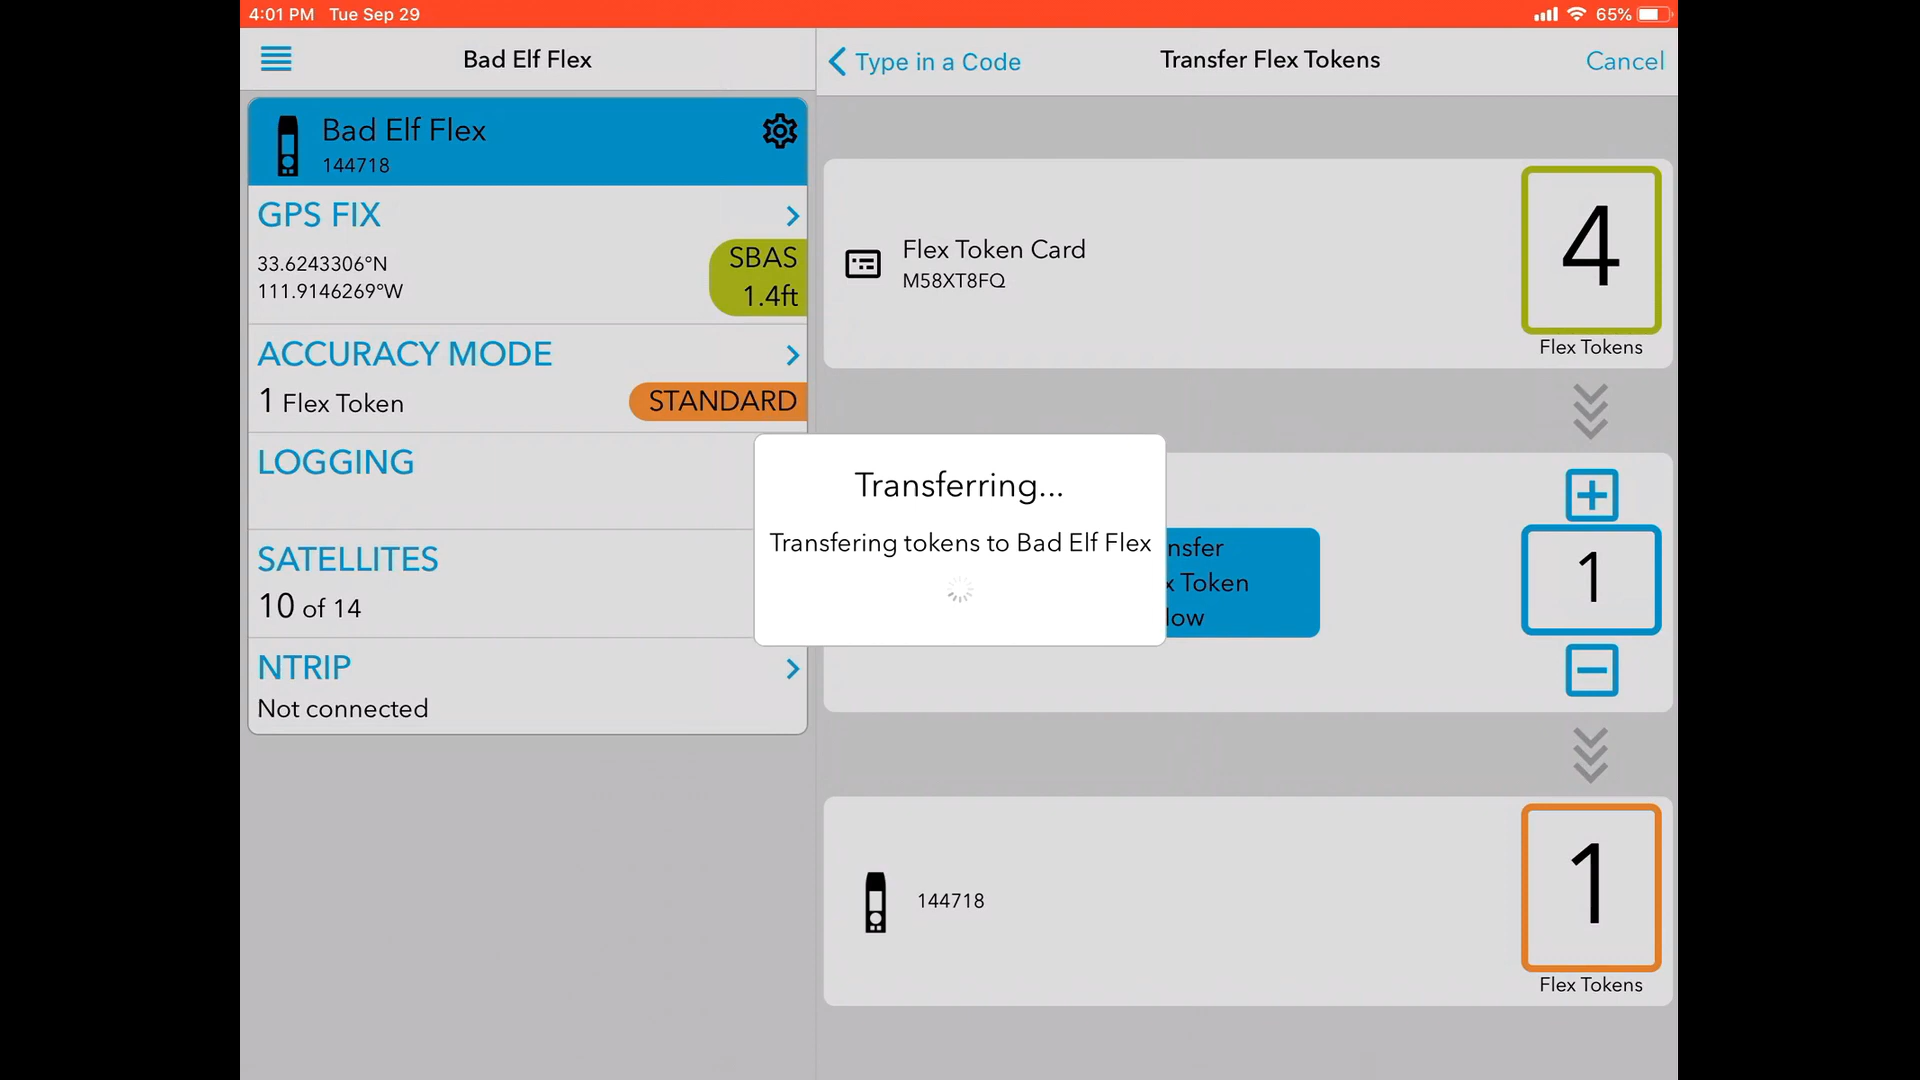 4:01 PM Tue Sep 29
65%
Bad Elf Flex
Bad Elf Flex
144718
GPS FIX
33.6243306°N
111.9146269°W
SBAS
1.4ft
ACCURACY MODE
1 Flex Token
STANDARD
LOGGING
SATELLITES
10 of 14
NTRIP
Not connected
Type in a Code
Transfer Flex Tokens
Cancel
Flex Token Card
M58XT8FQ
4
Flex Tokens
Transferring...
Transfering tokens to Bad Elf Flex
nsfer
x Token
low
1
144718
1
Flex Tokens